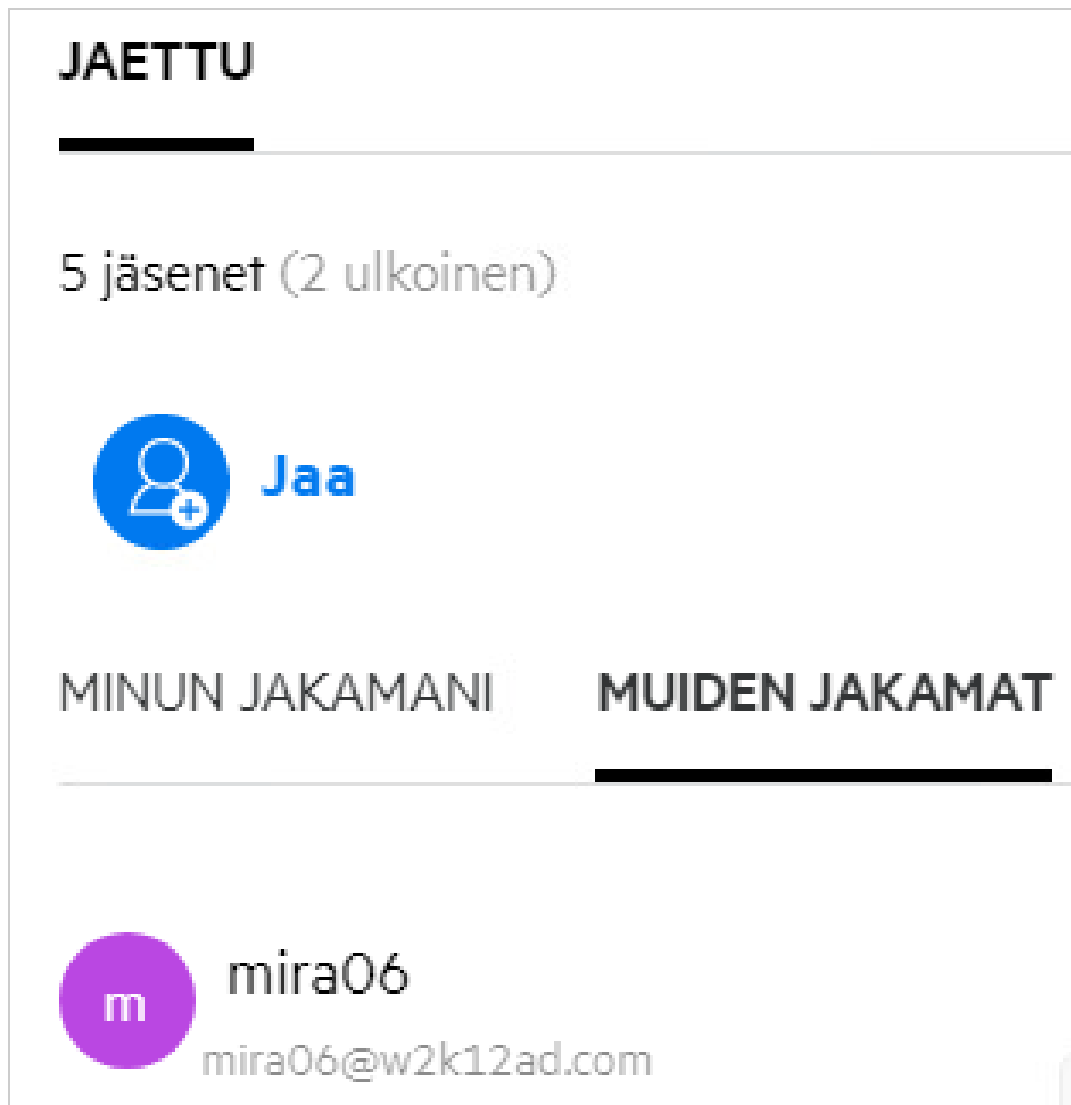 JAETTU
5 jäsenet (2 ulkoinen)
Jaa
MINUN JAKAMANI MUIDEN JAKAMAT
m mira06
mira06@w2k12ad.com